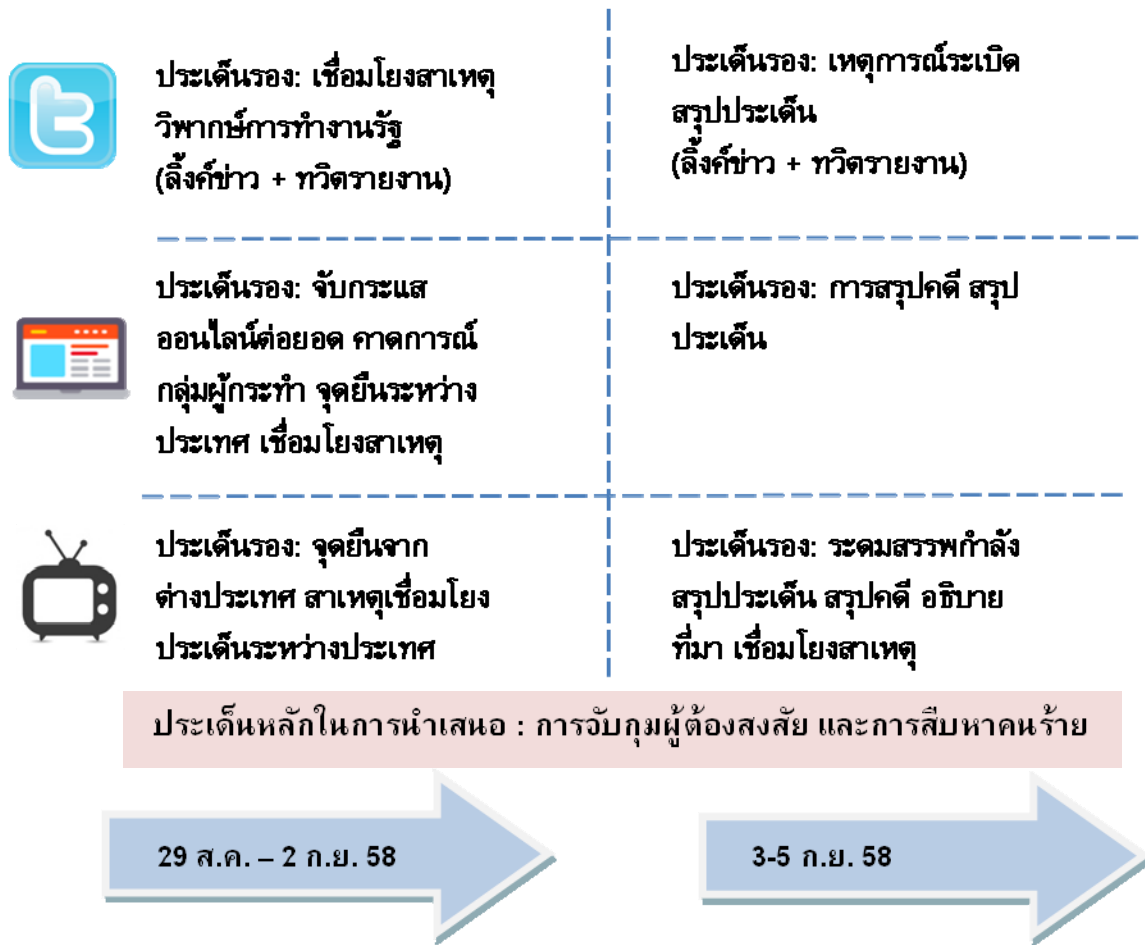 ประเด็นรอง: เชื่อมโยงสาเหตุ
วิพากษ์การทำงานรัฐ
(ลิ้งค์ข่าว + ทวิตรายงาน)
ประเด็นรอง: เหตุการณ์ระเบิด
สรุปประเด็น
(ลิ้งค์ข่าว + ทวิตรายงาน)
ประเด็นรอง: จับกระแส
ออนไลน์ต่อยอด คาดการณ์
กลุ่มผู้กระทำ จุดยืนระหว่าง
ประเทศ เชื่อมโยงสาเหตุ
ประเด็นรอง: การสรุปคดี สรุป
ประเด็น
ประเด็นรอง: จุดยืนจาก
ต่างประเทศ สาเหตุเชื่อมโยง
ประเด็นระหว่างประเทศ
ประเด็นรอง: ระดมสรรพกำลัง
สรุปประเด็น สรุปคดี อธิบาย
ที่มา เชื่อมโยงสาเหตุ
ประเด็นหลักในการนำเสนอ : การจับกุมผู้ต้องสงสัย และการสืบหาคนร้าย
29 ส.ค. – 2 ก.ย. 58
3-5 ก.ย. 58